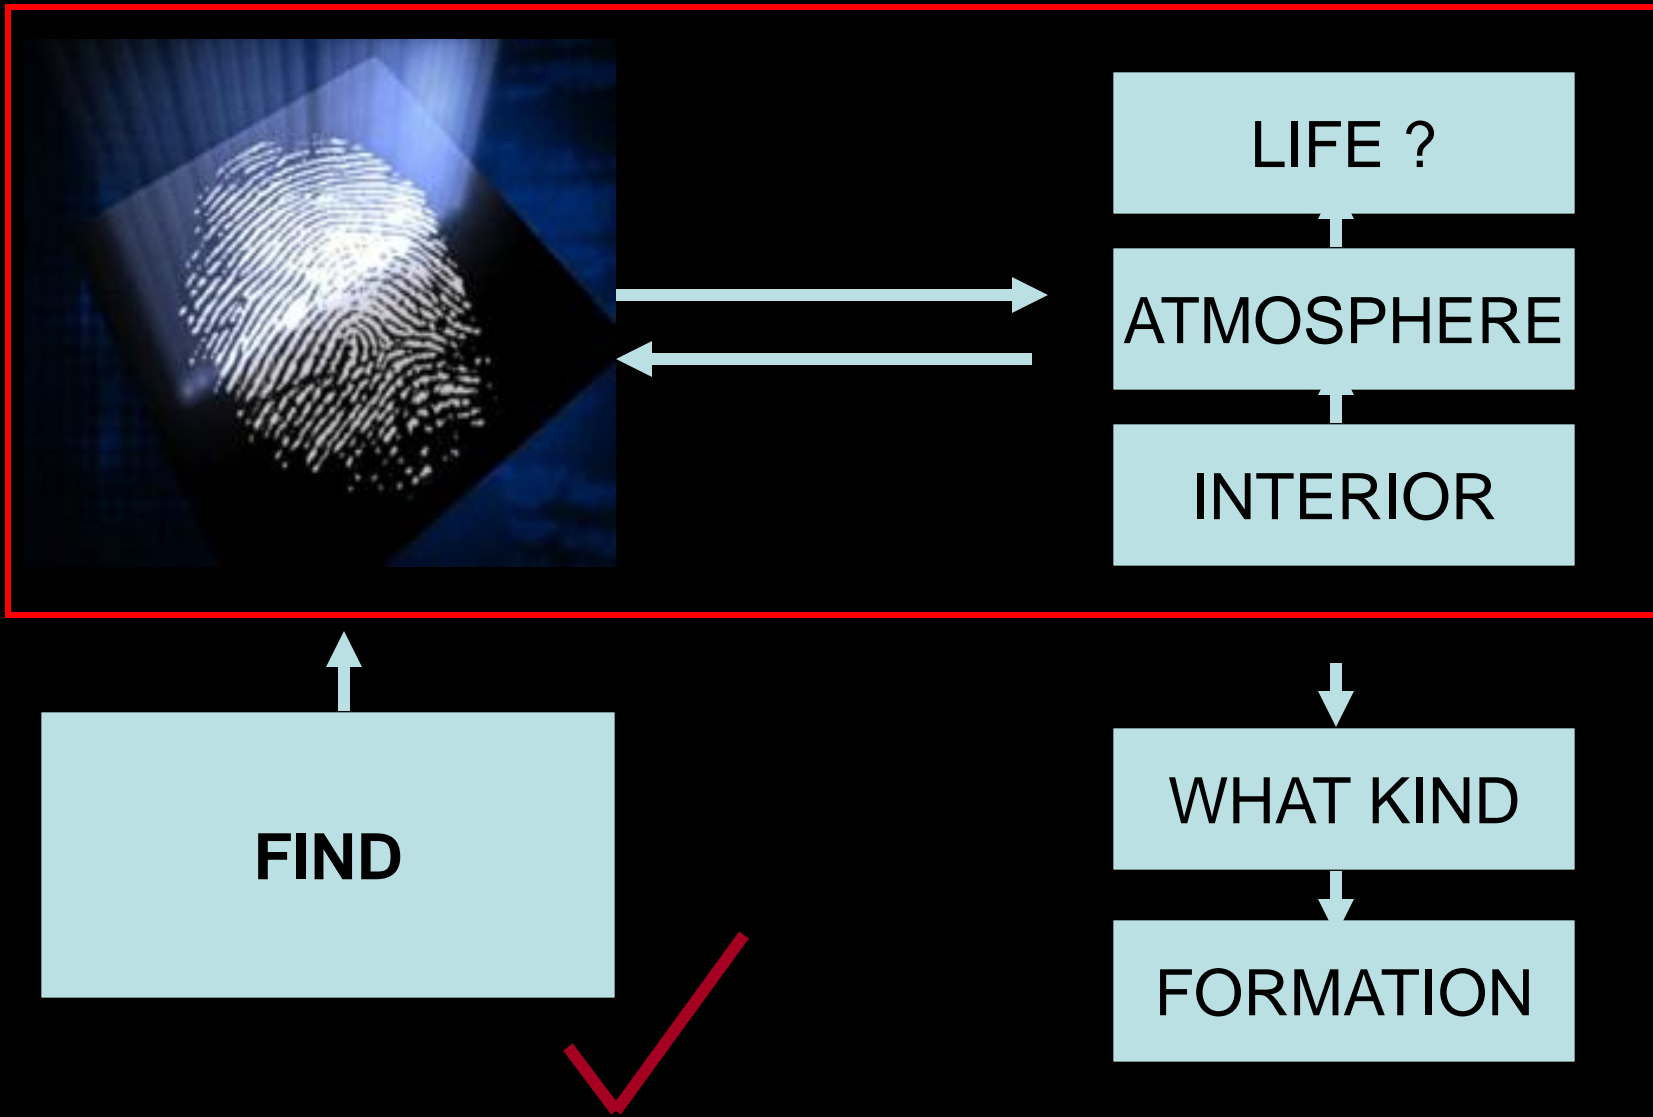 LIFE ?
ATMOSPHERE
INTERIOR
FIND
WHAT KIND
FORMATION